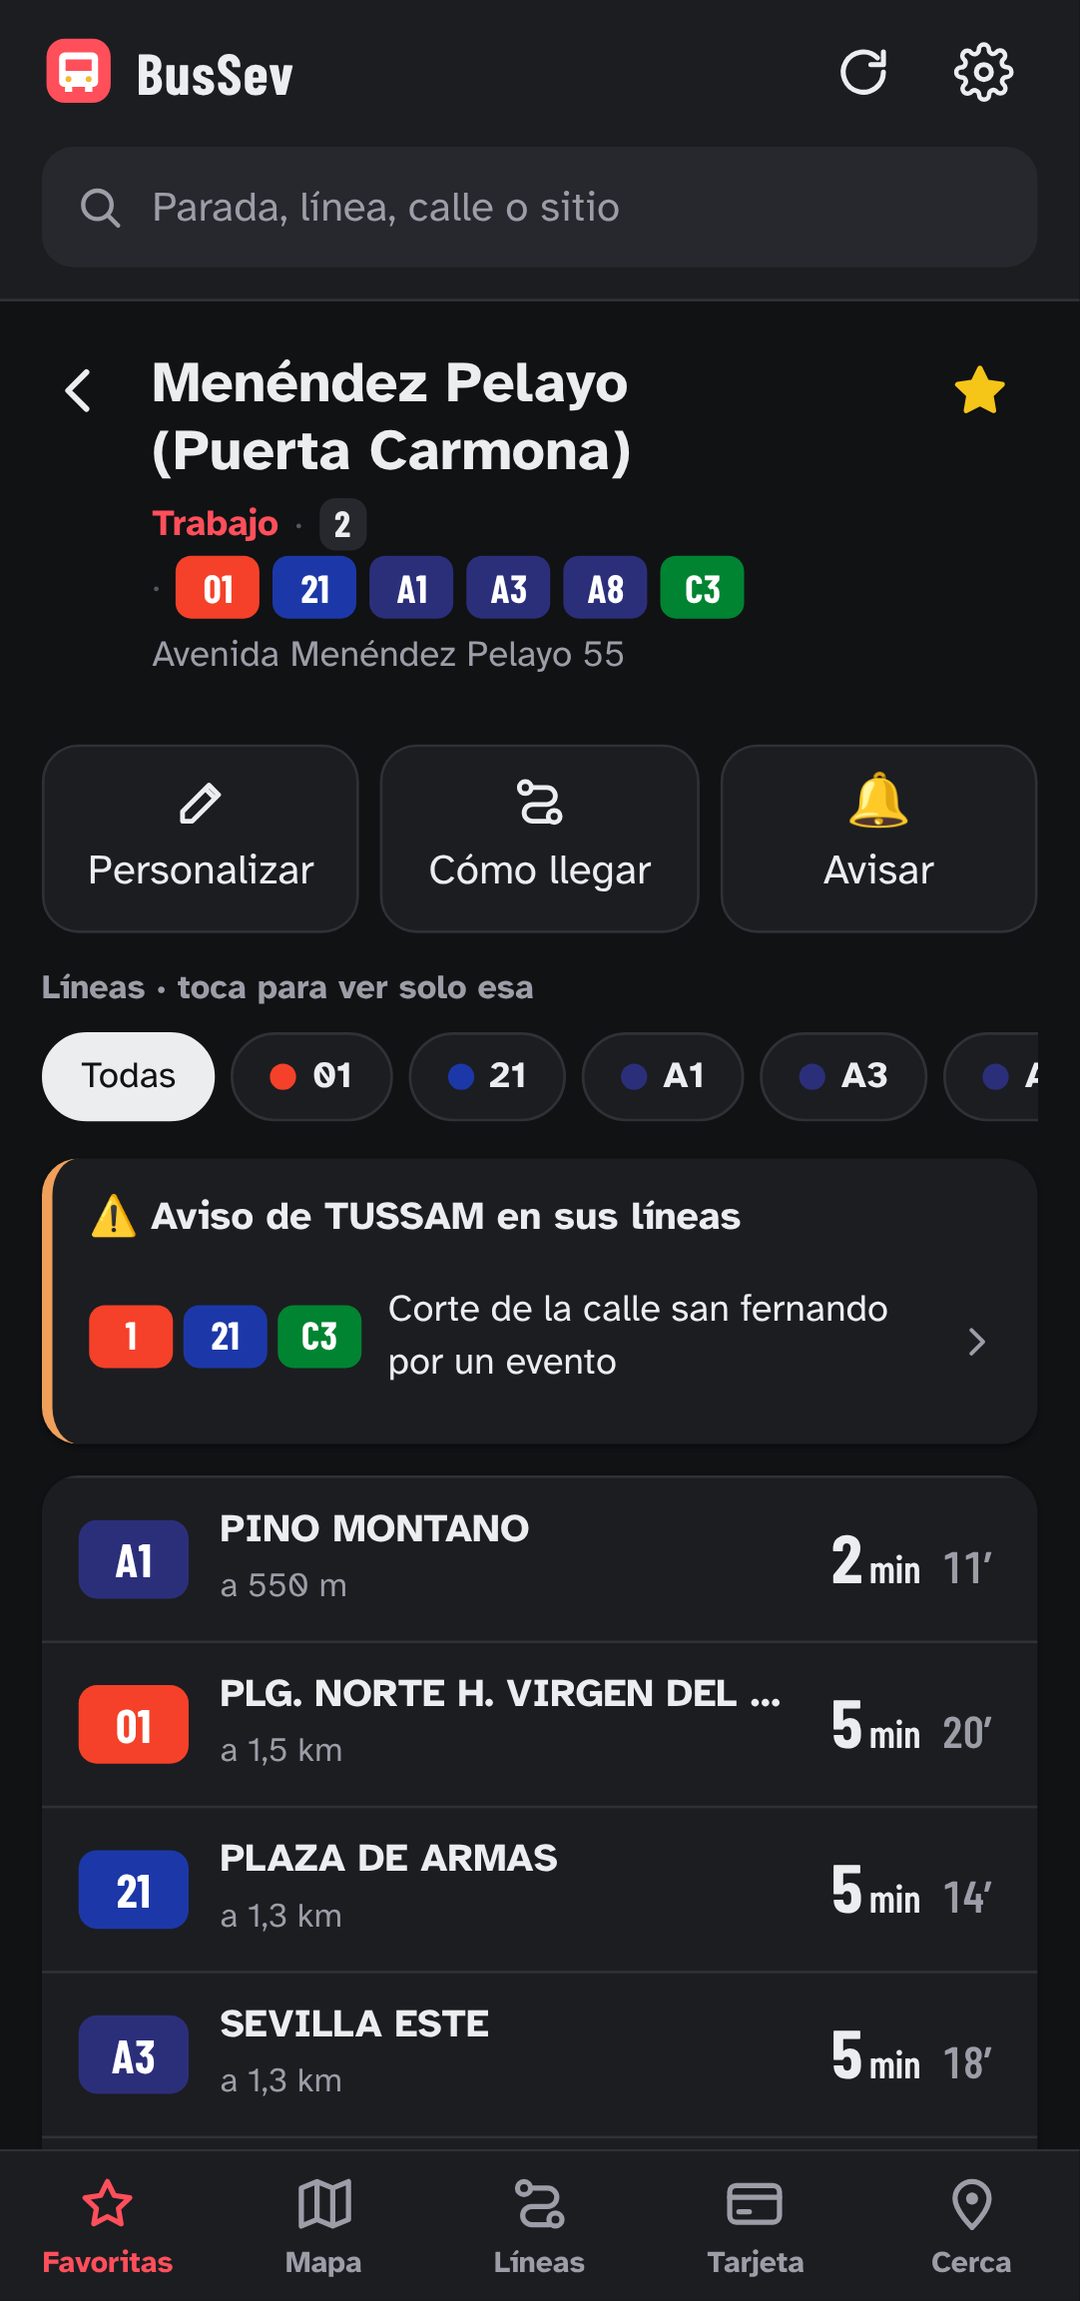 BusSev
Parada, línea, calle o sitio
Menéndez Pelayo
(Puerta Carmona)
Trabajo · 2
· 01 21 A1 A3 A8 C3
Avenida Menéndez Pelayo 55
Personalizar
Cómo llegar
Avisar
Líneas · toca para ver solo esa
Todas
01
21
A1
A3
Aviso de TUSSAM en sus líneas
1 21 C3
Corte de la calle san fernando
por un evento
A1
PINO MONTANO
a 550 m
2 min 11′
01
PLG. NORTE H. VIRGEN DEL ...
a 1,5 km
5 min 20′
21
PLAZA DE ARMAS
a 1,3 km
5 min 14′
A3
SEVILLA ESTE
a 1,3 km
5 min 18′
Favoritas
Mapa
Líneas
Tarjeta
Cerca